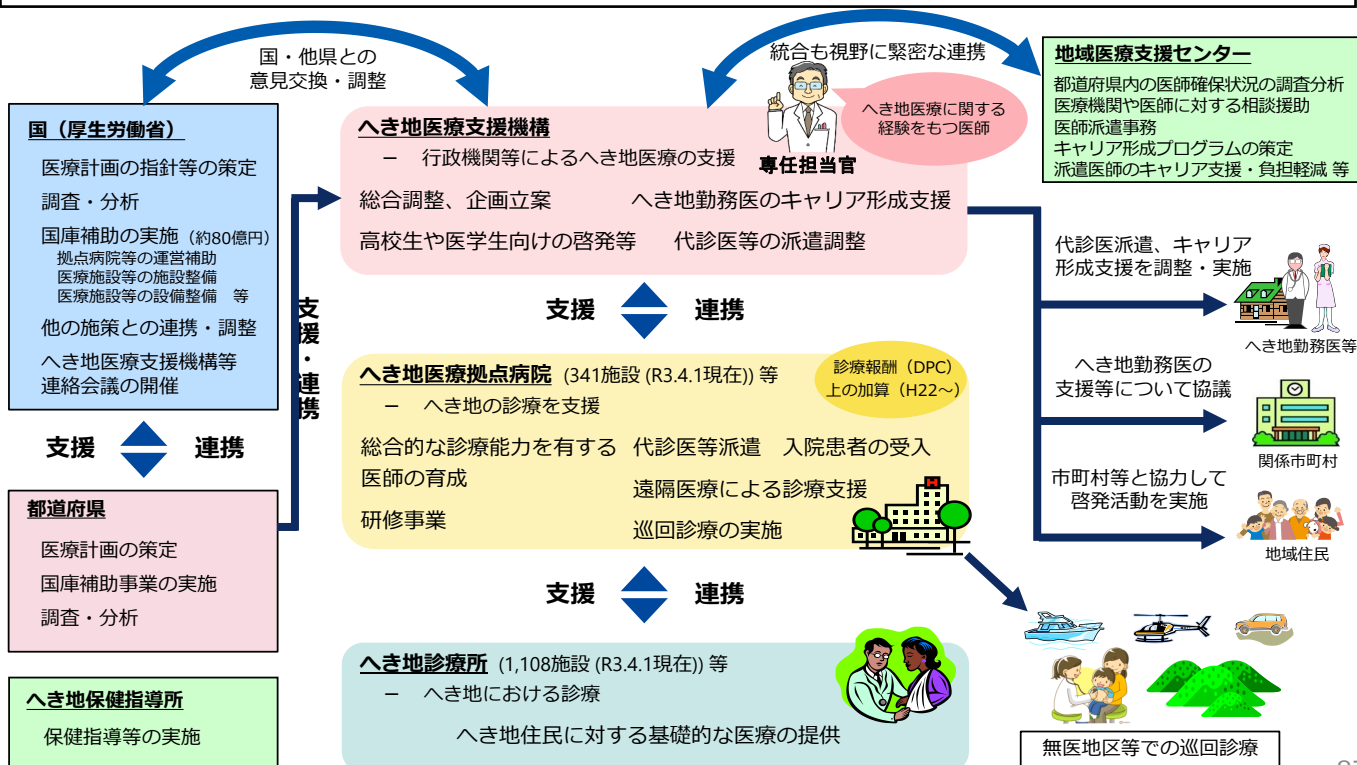 国・他県との
意見交換・調整
統合も視野に緊密な連携
地域医療支援センター
都道府県内の医師確保状況の調査分析
医療機関や医師に対する相談援助
医師派遣事務
キャリア形成プログラムの策定
派遣医師のキャリア支援・負担軽減 等
国（厚生労働省）
医療計画の指針等の策定
調査・分析
国庫補助の実施（約80億円）
拠点病院等の運営補助
医療施設等の施設整備
医療施設等の設備整備　等
他の施策との連携・調整
へき地医療支援機構等
連絡会議の開催
へき地医療支援機構
－　行政機関等によるへき地医療の支援
へき地医療に関する
経験をもつ医師
専任担当官
総合調整、企画立案
へき地勤務医のキャリア形成支援
高校生や医学生向けの啓発等
代診医等の派遣調整
支援・連携
支援
連携
代診医派遣、キャリア
形成支援を調整・実施
へき地勤務医等
へき地医療拠点病院 (341施設 (R3.4.1現在)) 等
－　へき地の診療を支援
診療報酬（DPC）
上の加算（H22～）
総合的な診療能力を有する
医師の育成
研修事業
代診医等派遣
入院患者の受入
遠隔医療による診療支援
巡回診療の実施
H
へき地勤務医の
支援等について協議
関係市町村
市町村等と協力して
啓発活動を実施
地域住民
支援
連携
都道府県
医療計画の策定
国庫補助事業の実施
調査・分析
支援
連携
へき地診療所 (1,108施設 (R3.4.1現在)) 等
－　へき地における診療
へき地住民に対する基礎的な医療の提供
へき地保健指導所
保健指導等の実施
無医地区等での巡回診療